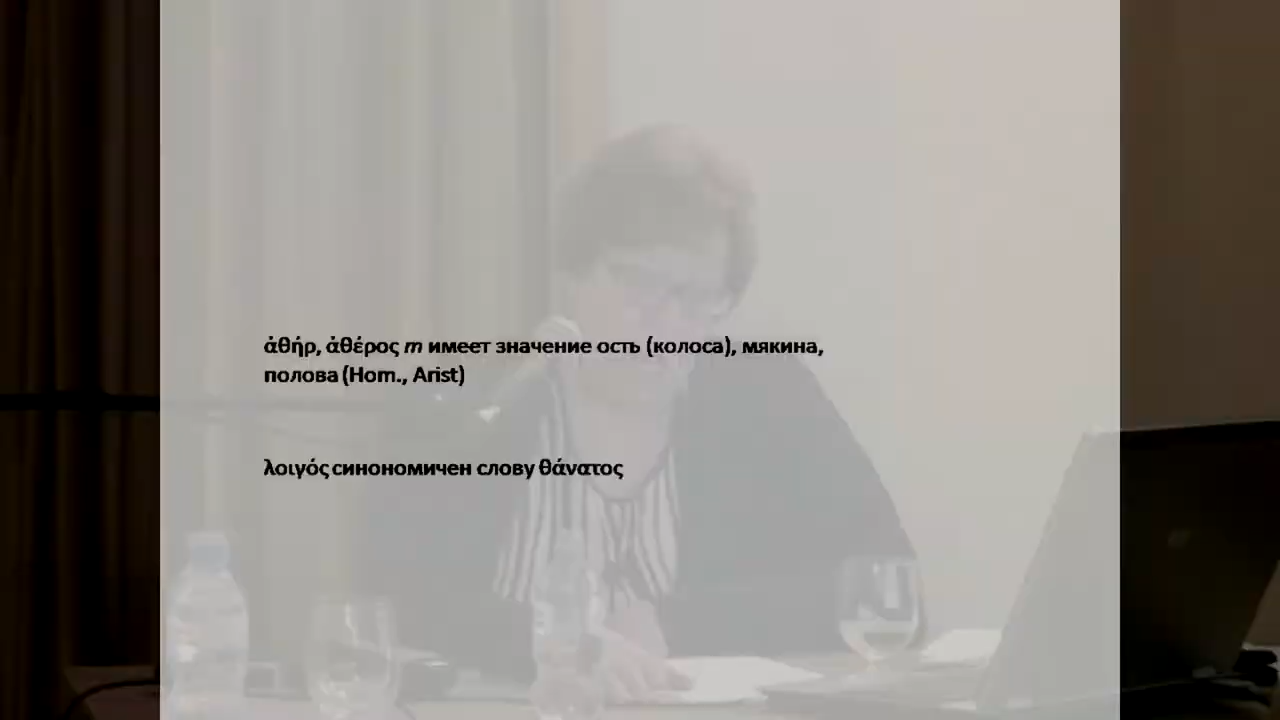 ἀθήρ, ἀθέρος m имеет значение ость (колоса), мякина,
полова (Hom., Arist)
λοιγός синономичен слову θάνατος